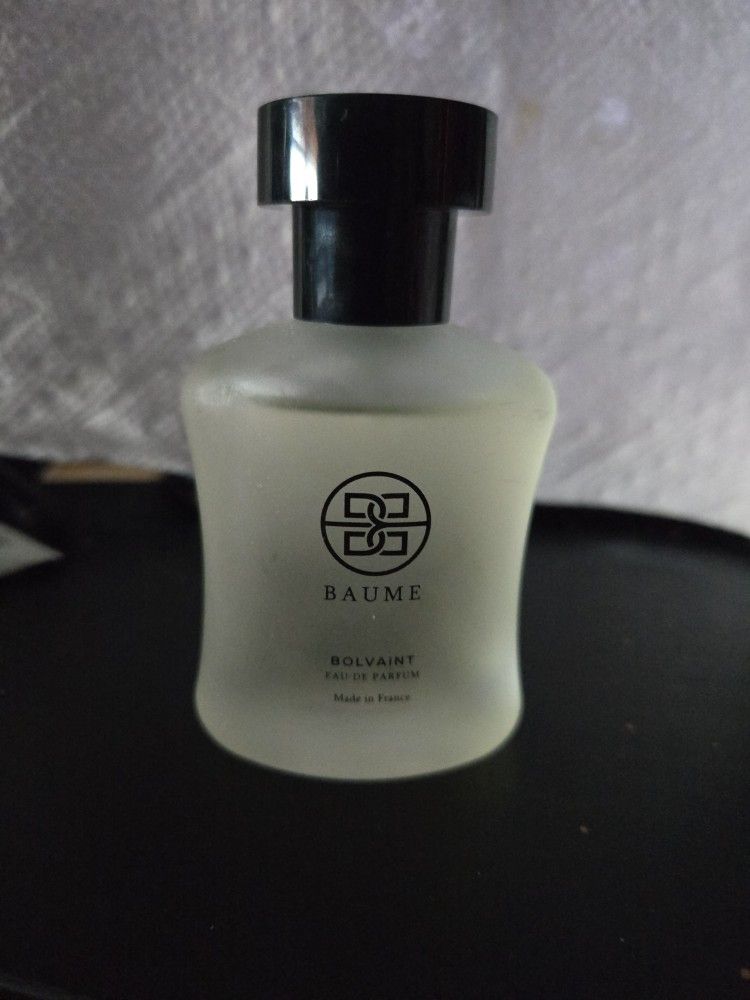 BAUME
BOLVAINT
EAU DE PARFUM
Made in France